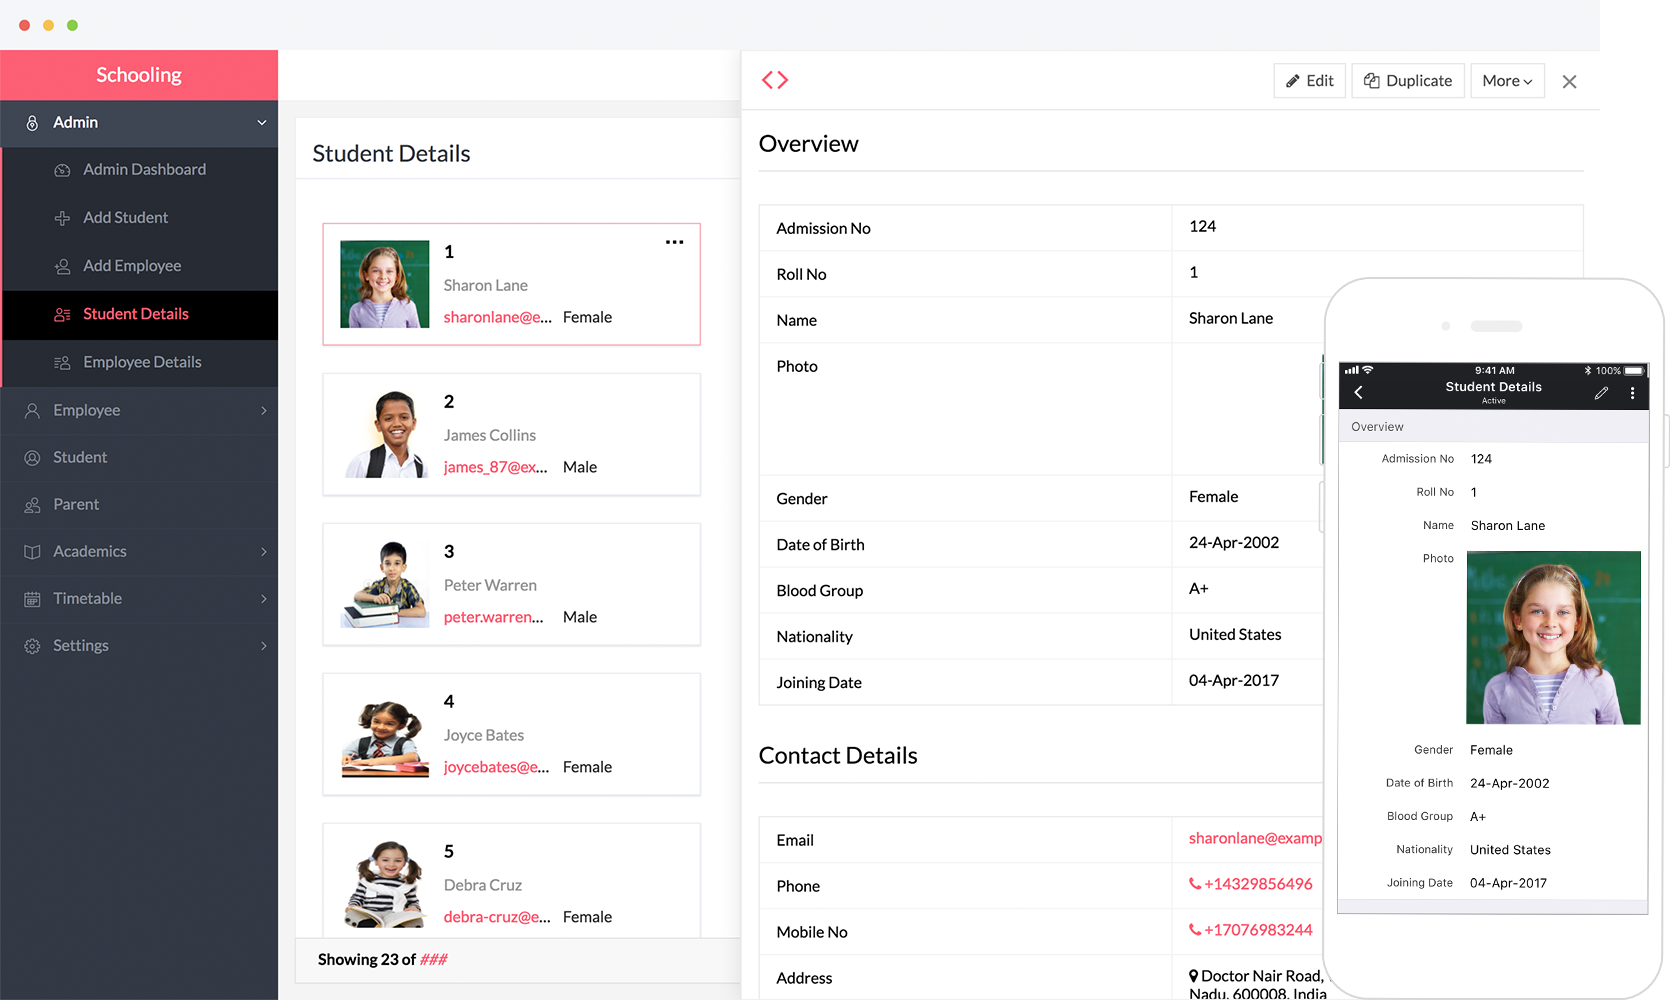 Schooling
Admin
Admin Dashboard
Add Student
Add Employee
Student Details
Employee Details
Employee
Student
Parent
Academics
Timetable
Settings
Student Details
1
Sharon Lane
sharonlane@e... Female
2
James Collins
james_87@ex... Male
3
Peter Warren
peter.warren... Male
4
Joyce Bates
joycebates@e... Female
5
Debra Cruz
debra-cruz@e... Female
Showing 23 of ###
Edit Duplicate More
Overview
Admission No 124
Roll No 1
Name Sharon Lane
Photo
Gender Female
Date of Birth 24-Apr-2002
Blood Group A+
Nationality United States
Joining Date 04-Apr-2017
Contact Details
Email sharonlane@examp
Phone +14329856496
Mobile No +17076983244
Address Doctor Nair Road,
Nadu, 600008, India
9:41 AM 100%
Student Details
Active
Overview
Admission No 124
Roll No 1
Name Sharon Lane
Photo
Gender Female
Date of Birth 24-Apr-2002
Blood Group A+
Nationality United States
Joining Date 04-Apr-2017